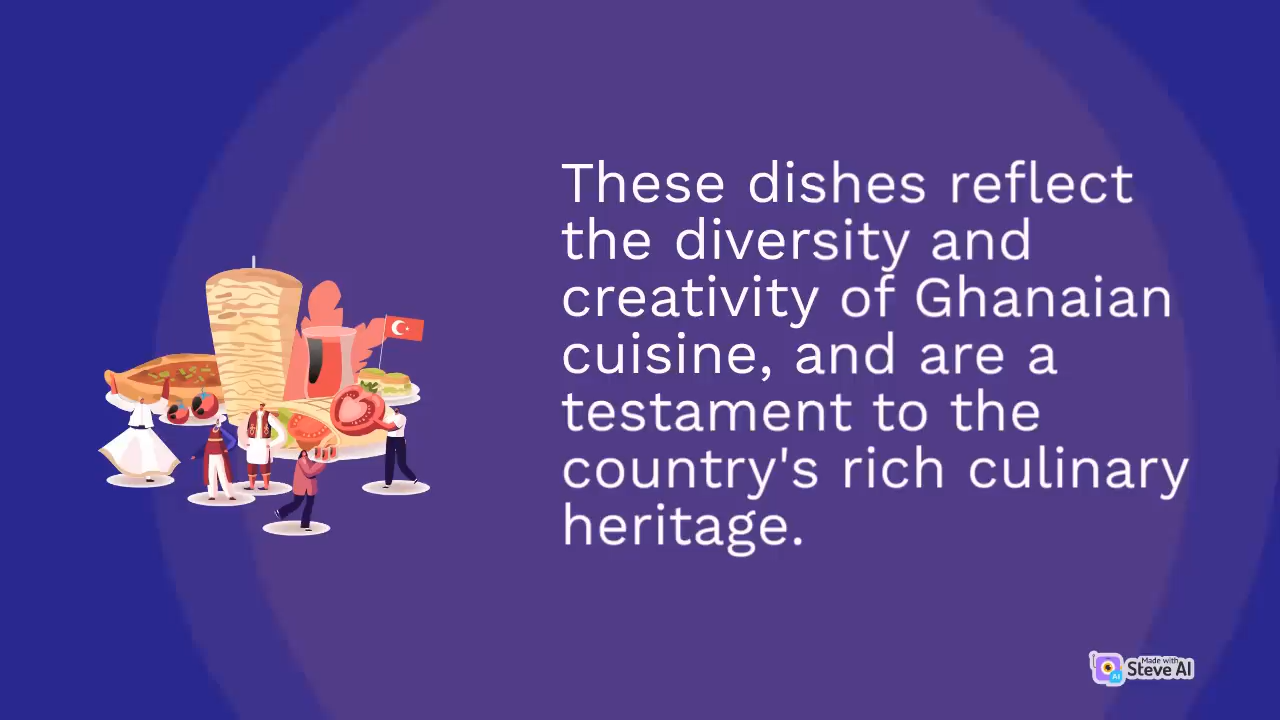 These dishes reflect
the diversity and
creativity of Ghanaian
cuisine, and are a
testament to the
country's rich culinary
heritage.
Made with
Steve AI
AI